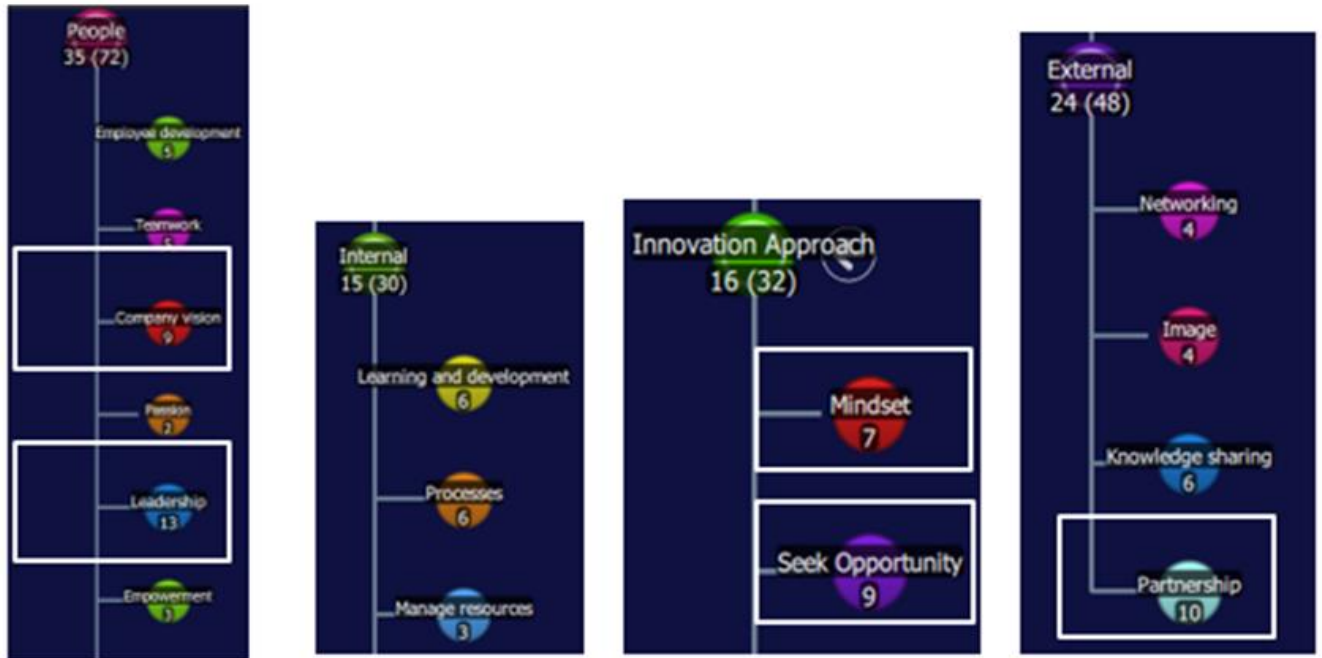 People
35 (72)
Employee development
5
Teamwork
Company vision
9
Passion
2
Leadership
13
Empowerment
Internal
15 (30)
Learning and development
6
Processes
6
Manage resources
3
Innovation Approach
16 (32)
Mindset
7
Seek Opportunity
9
External
24 (48)
Networking
4
Image
4
Knowledge sharing
6
Partnership
10